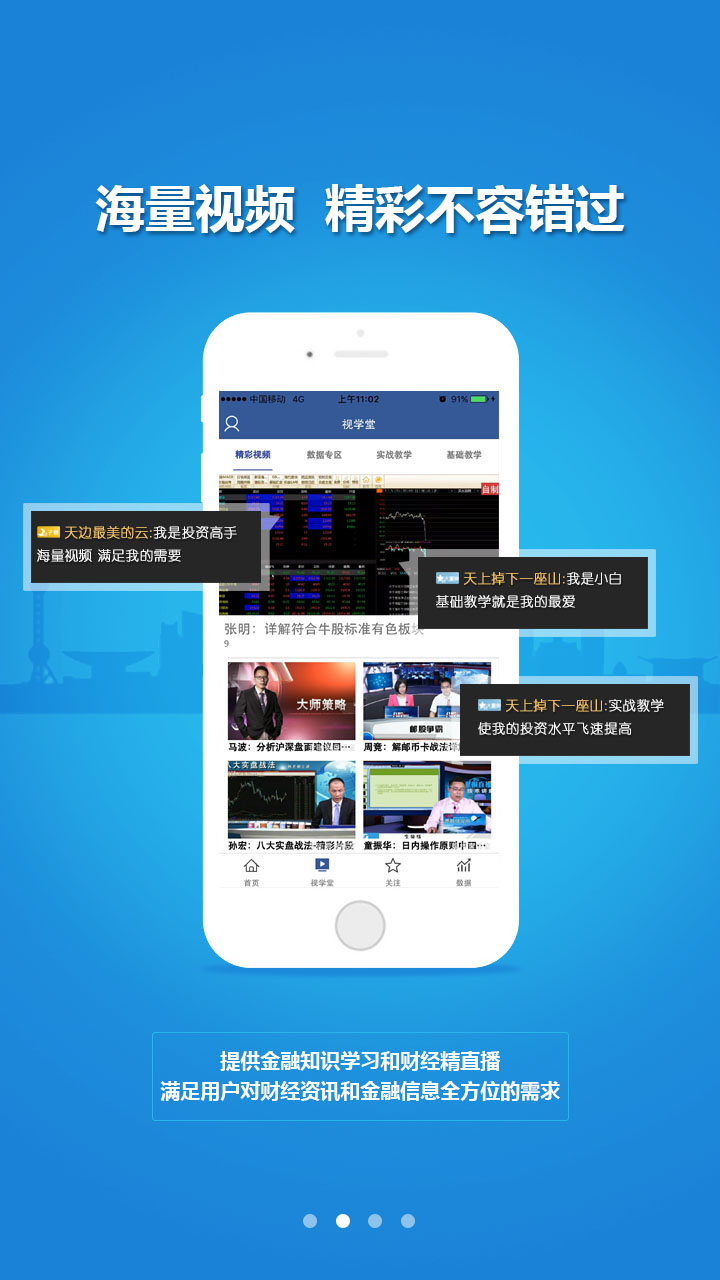 海量视频 精彩不容错过
中国移动 4G 上午11:02 91%
视学堂
精彩视频 数据专区 实战教学 基础教学
自制
天边最美的云:我是投资高手
海量视频 满足我的需要
天上掉下一座山:我是小白
基础教学就是我的最爱
张明：详解符合牛股标准有色板块
9
大师策略
邮股争霸
马波：分析沪深盘面建议回…
周竞：解邮币卡战法详
天上掉下一座山:实战教学
使我的投资水平飞速提高
八大实盘战法
孙宏：八大实盘战法-精彩片段
童振华：日内操作原则中国…
首页 视学堂 关注 数据
提供金融知识学习和财经精直播
满足用户对财经资讯和金融信息全方位的需求